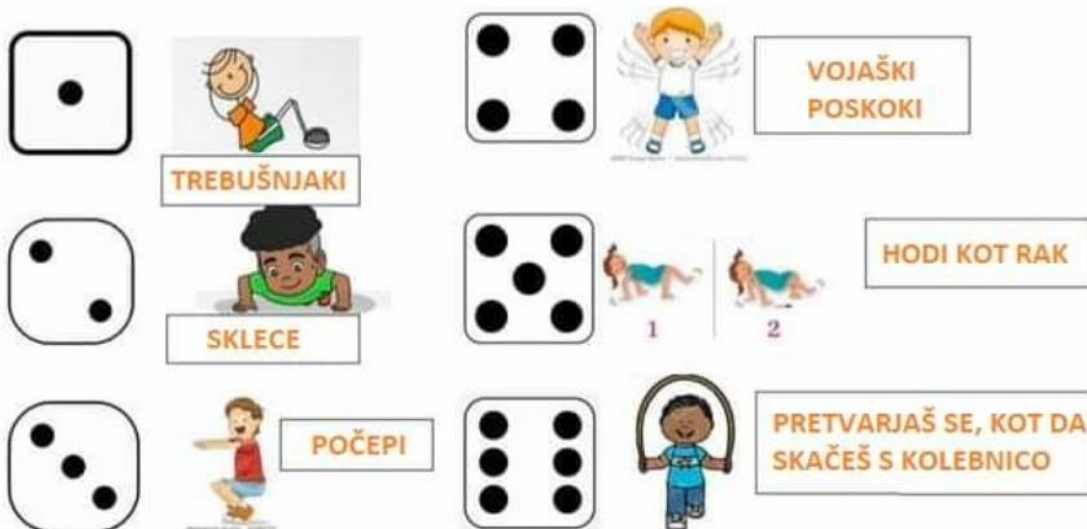 TREBUŠNJAKI
VOJAŠKI
POSKOKI
SKLECE
1
2
HODI KOT RAK
POČEPI
PRETVARJAŠ SE, KOT DA
SKAČEŠ S KOLEBNICO